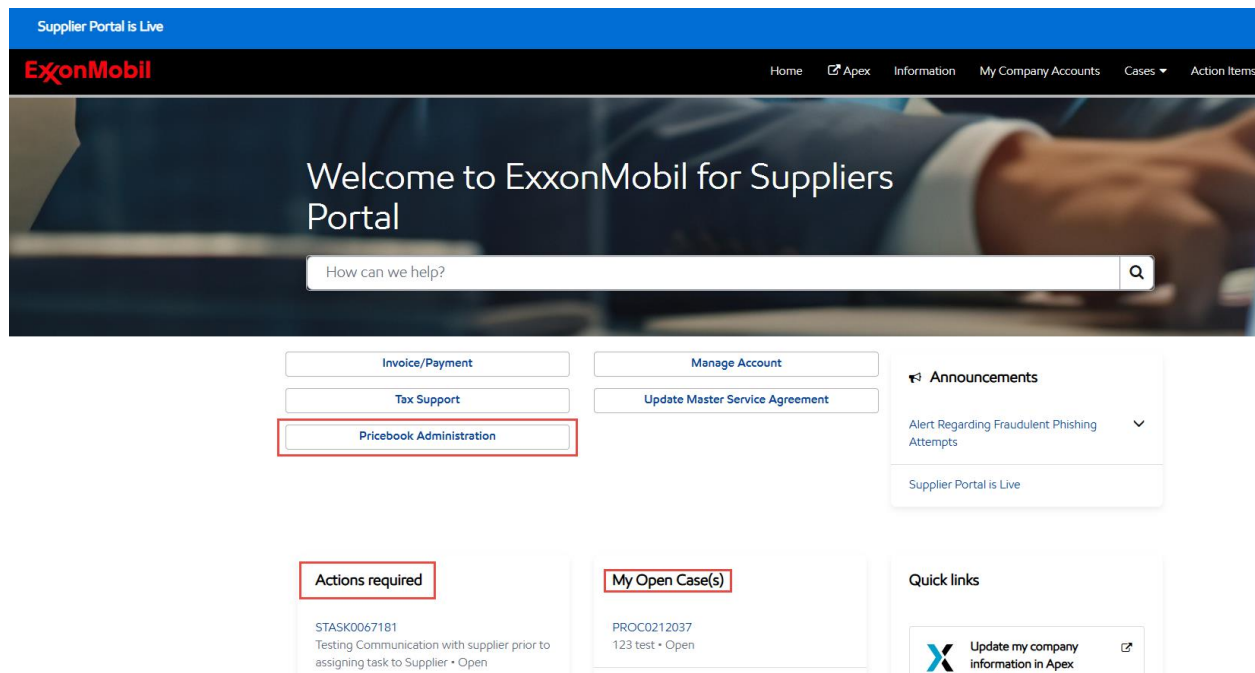 Supplier Portal is Live
ExxonMobil
Home Apex Information My Company Accounts Cases Action Items
Welcome to ExxonMobil for Suppliers
Portal
How can we help?
Invoice/Payment
Manage Account
Tax Support
Update Master Service Agreement
Pricebook Administration
Announcements
Alert Regarding Fraudulent Phishing
Attempts
Supplier Portal is Live
Actions required
STASK0067181
Testing Communication with supplier prior to
assigning task to Supplier • Open
My Open Case(s)
PROC0212037
123 test • Open
Quick links
Update my company
information in Apex